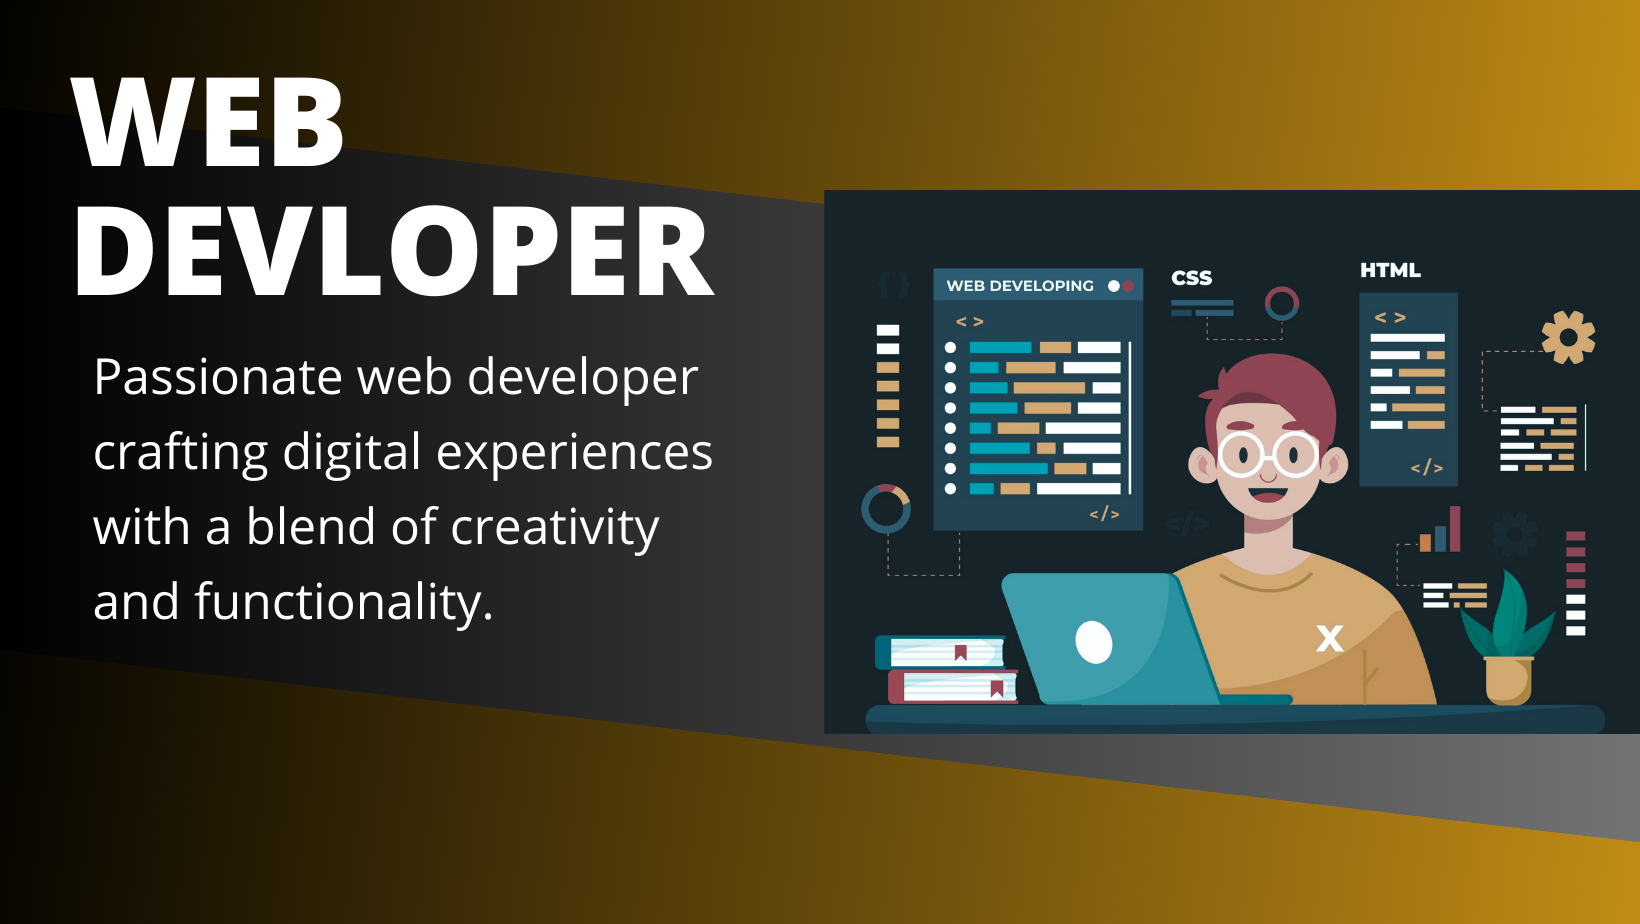 WEB
DEVLOPER
Passionate web developer
crafting digital experiences
with a blend of creativity
and functionality.
{ }
WEB DEVELOPING
< >
</>
CSS
HTML
< >
</>
</>
X